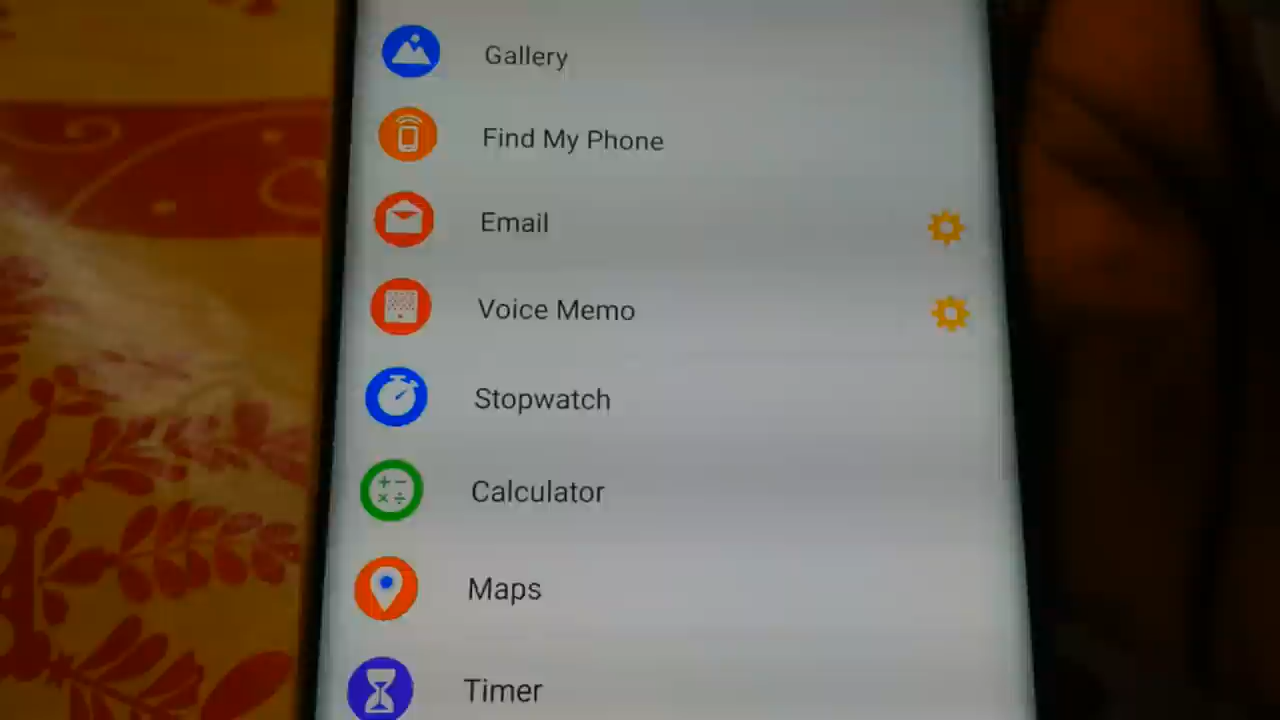 Gallery
Find My Phone
Email
Voice Memo
Stopwatch
Calculator
Maps
Timer